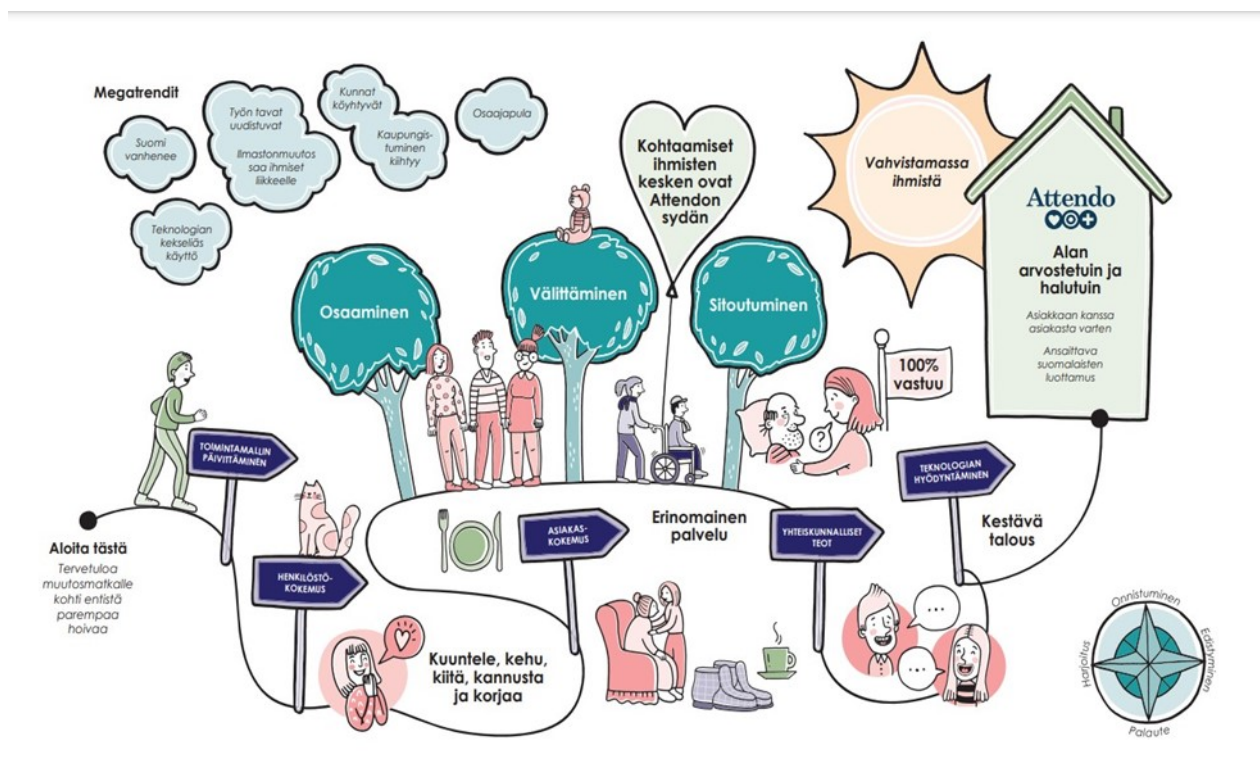 Megatrendit
Suomi
vanhenee
Työn tavat
uudistuvat
Ilmastonmuutos
saa ihmiset
liikkeelle
Kunnat
köyhtyvät
Kaupungis-
tuminen
kiihtyy
Osaajapula
Teknologian
kekseliäs
käyttö
Kohtaamiset
ihmisten
kesken ovat
Attendon
sydän
Vahvistamassa
ihmistä
Attendo
Alan
arvostetuin ja
halutuin
Asiakkaan kanssa
asiakasta varten
Ansaittava
suomalaisten
luottamus
Osaaminen
Välittäminen
Sitoutuminen
100%
vastuu
?
TOIMINTAMALLIN
PÄIVITTÄMINEN
Aloita tästä
Tervetuloa
muutosmatkalle
kohti entistä
parempaa
hoivaa
HENKILÖSTÖ-
KOKEMUS
Kuuntele, kehu,
kiitä, kannusta
ja korjaa
ASIAKAS-
KOKEMUS
Erinomainen
palvelu
YHTEISKUNNALLISET
TEOT
TEKNOLOGIAN
HYÖDYNTÄMINEN
Kestävä
talous
...
...
Onnistuminen
Edistyminen
Palaute
Harjoitus